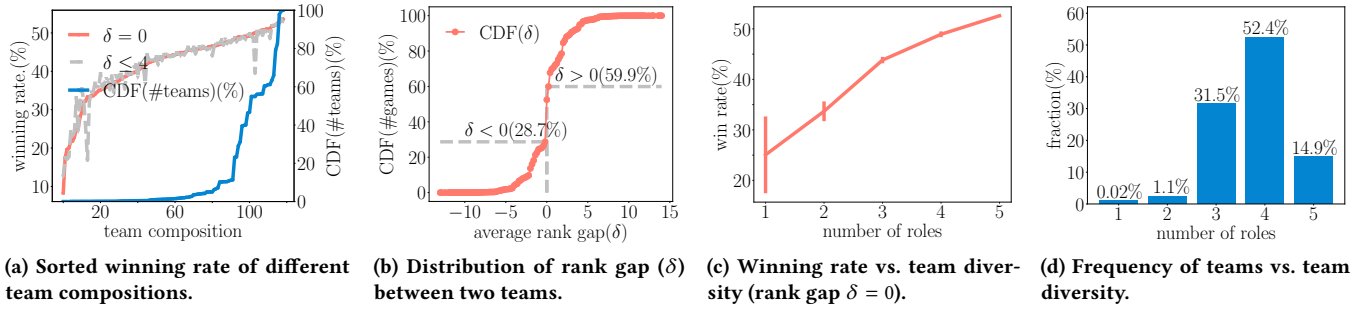 winning rate.(%)
50
40
30
20
10
δ = 0
δ ≤ 4
CDF(#teams)(%)
20
60
100
team composition
100
80
60
40
20
0
CDF(#teams)(%)
(a) Sorted winning rate of different
team compositions.
CDF(#games)(%)
100
80
60
40
20
0
CDF(δ)
δ > 0(59.9%)
δ < 0(28.7%)
−10
−5
0
5
10
15
average rank gap(δ)
(b) Distribution of rank gap (δ)
between two teams.
win rate(%)
50
40
30
20
1
2
3
4
5
number of roles
(c) Winning rate vs. team diver-
sity (rank gap δ = 0).
fraction(%)
60
50
40
30
20
10
0
0.02%
1.1%
31.5%
52.4%
14.9%
1
2
3
4
5
number of roles
(d) Frequency of teams vs. team
diversity.